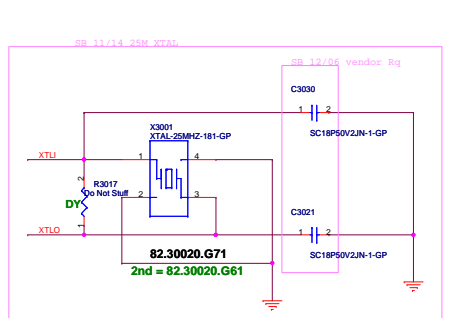 SB 11/14 25M XTAL
SB 12/06 vendor Rq
C3030
1 2
SC18P50V2JN-1-GP
X3001
XTAL-25MHZ-181-GP
XTLI
1 4
2
R3017
Do Not Stuff
DY
2 3
1
XTLO
C3021
1 2
SC18P50V2JN-1-GP
82.30020.G71
2nd = 82.30020.G61